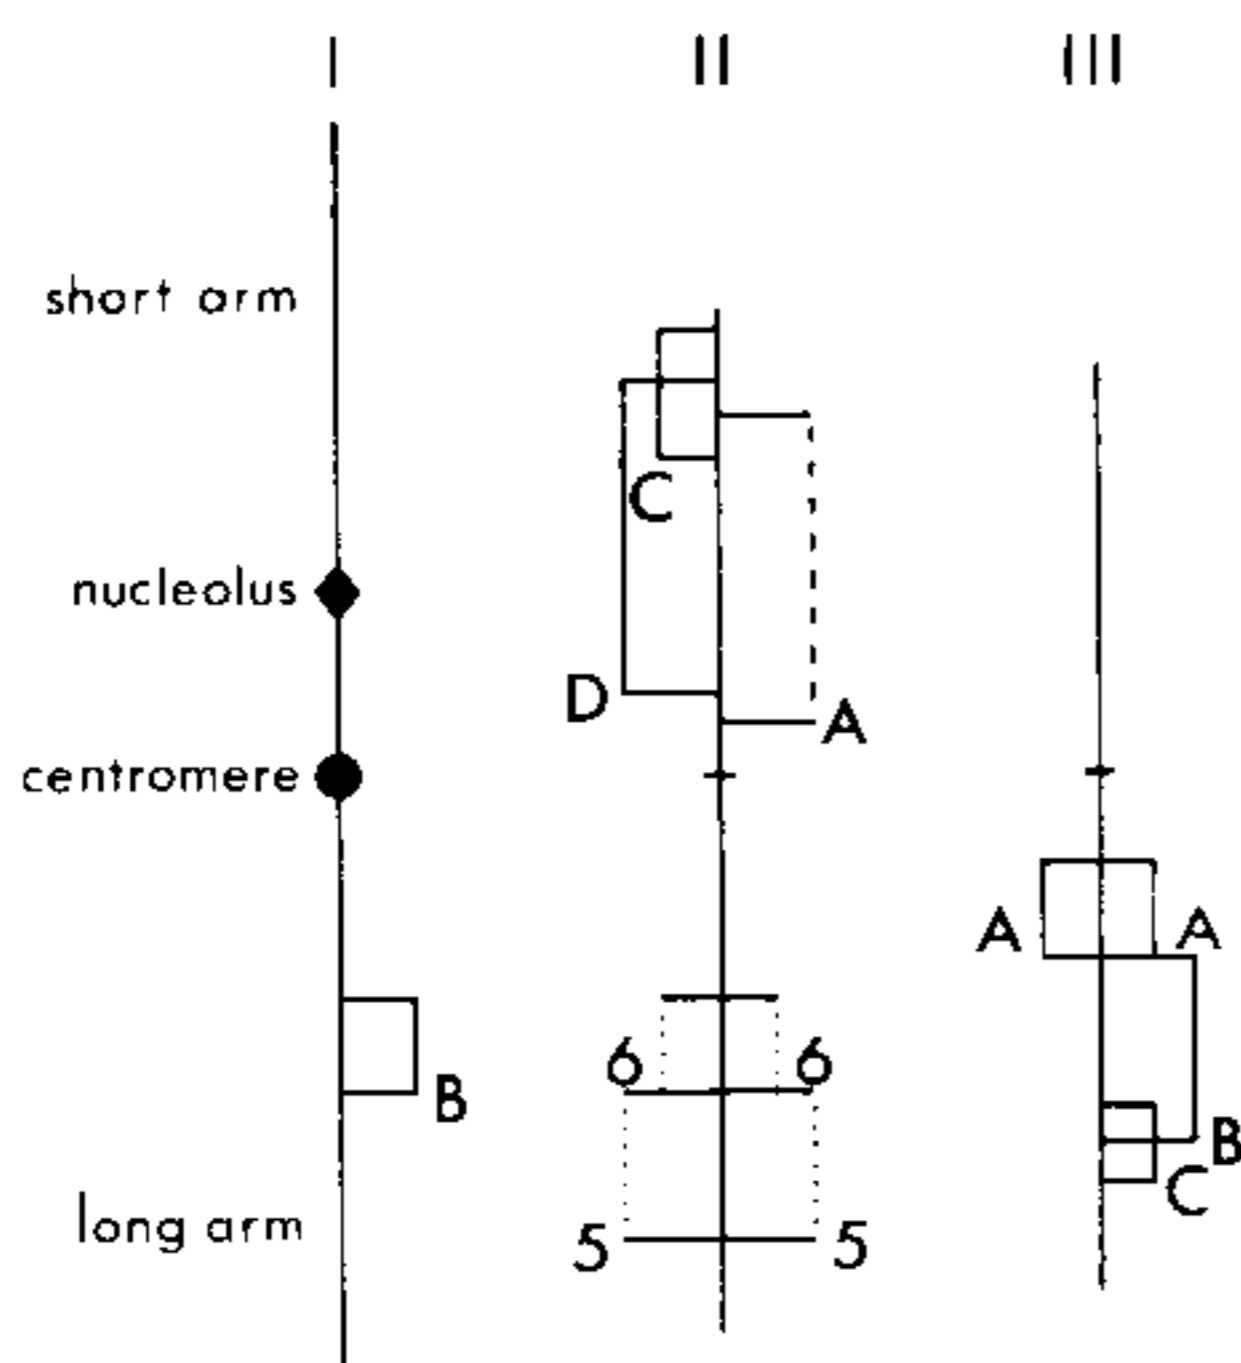 I II III
short arm
C
nucleolus
D A
centromere
A A
6 6
B B
C
long arm
5 5